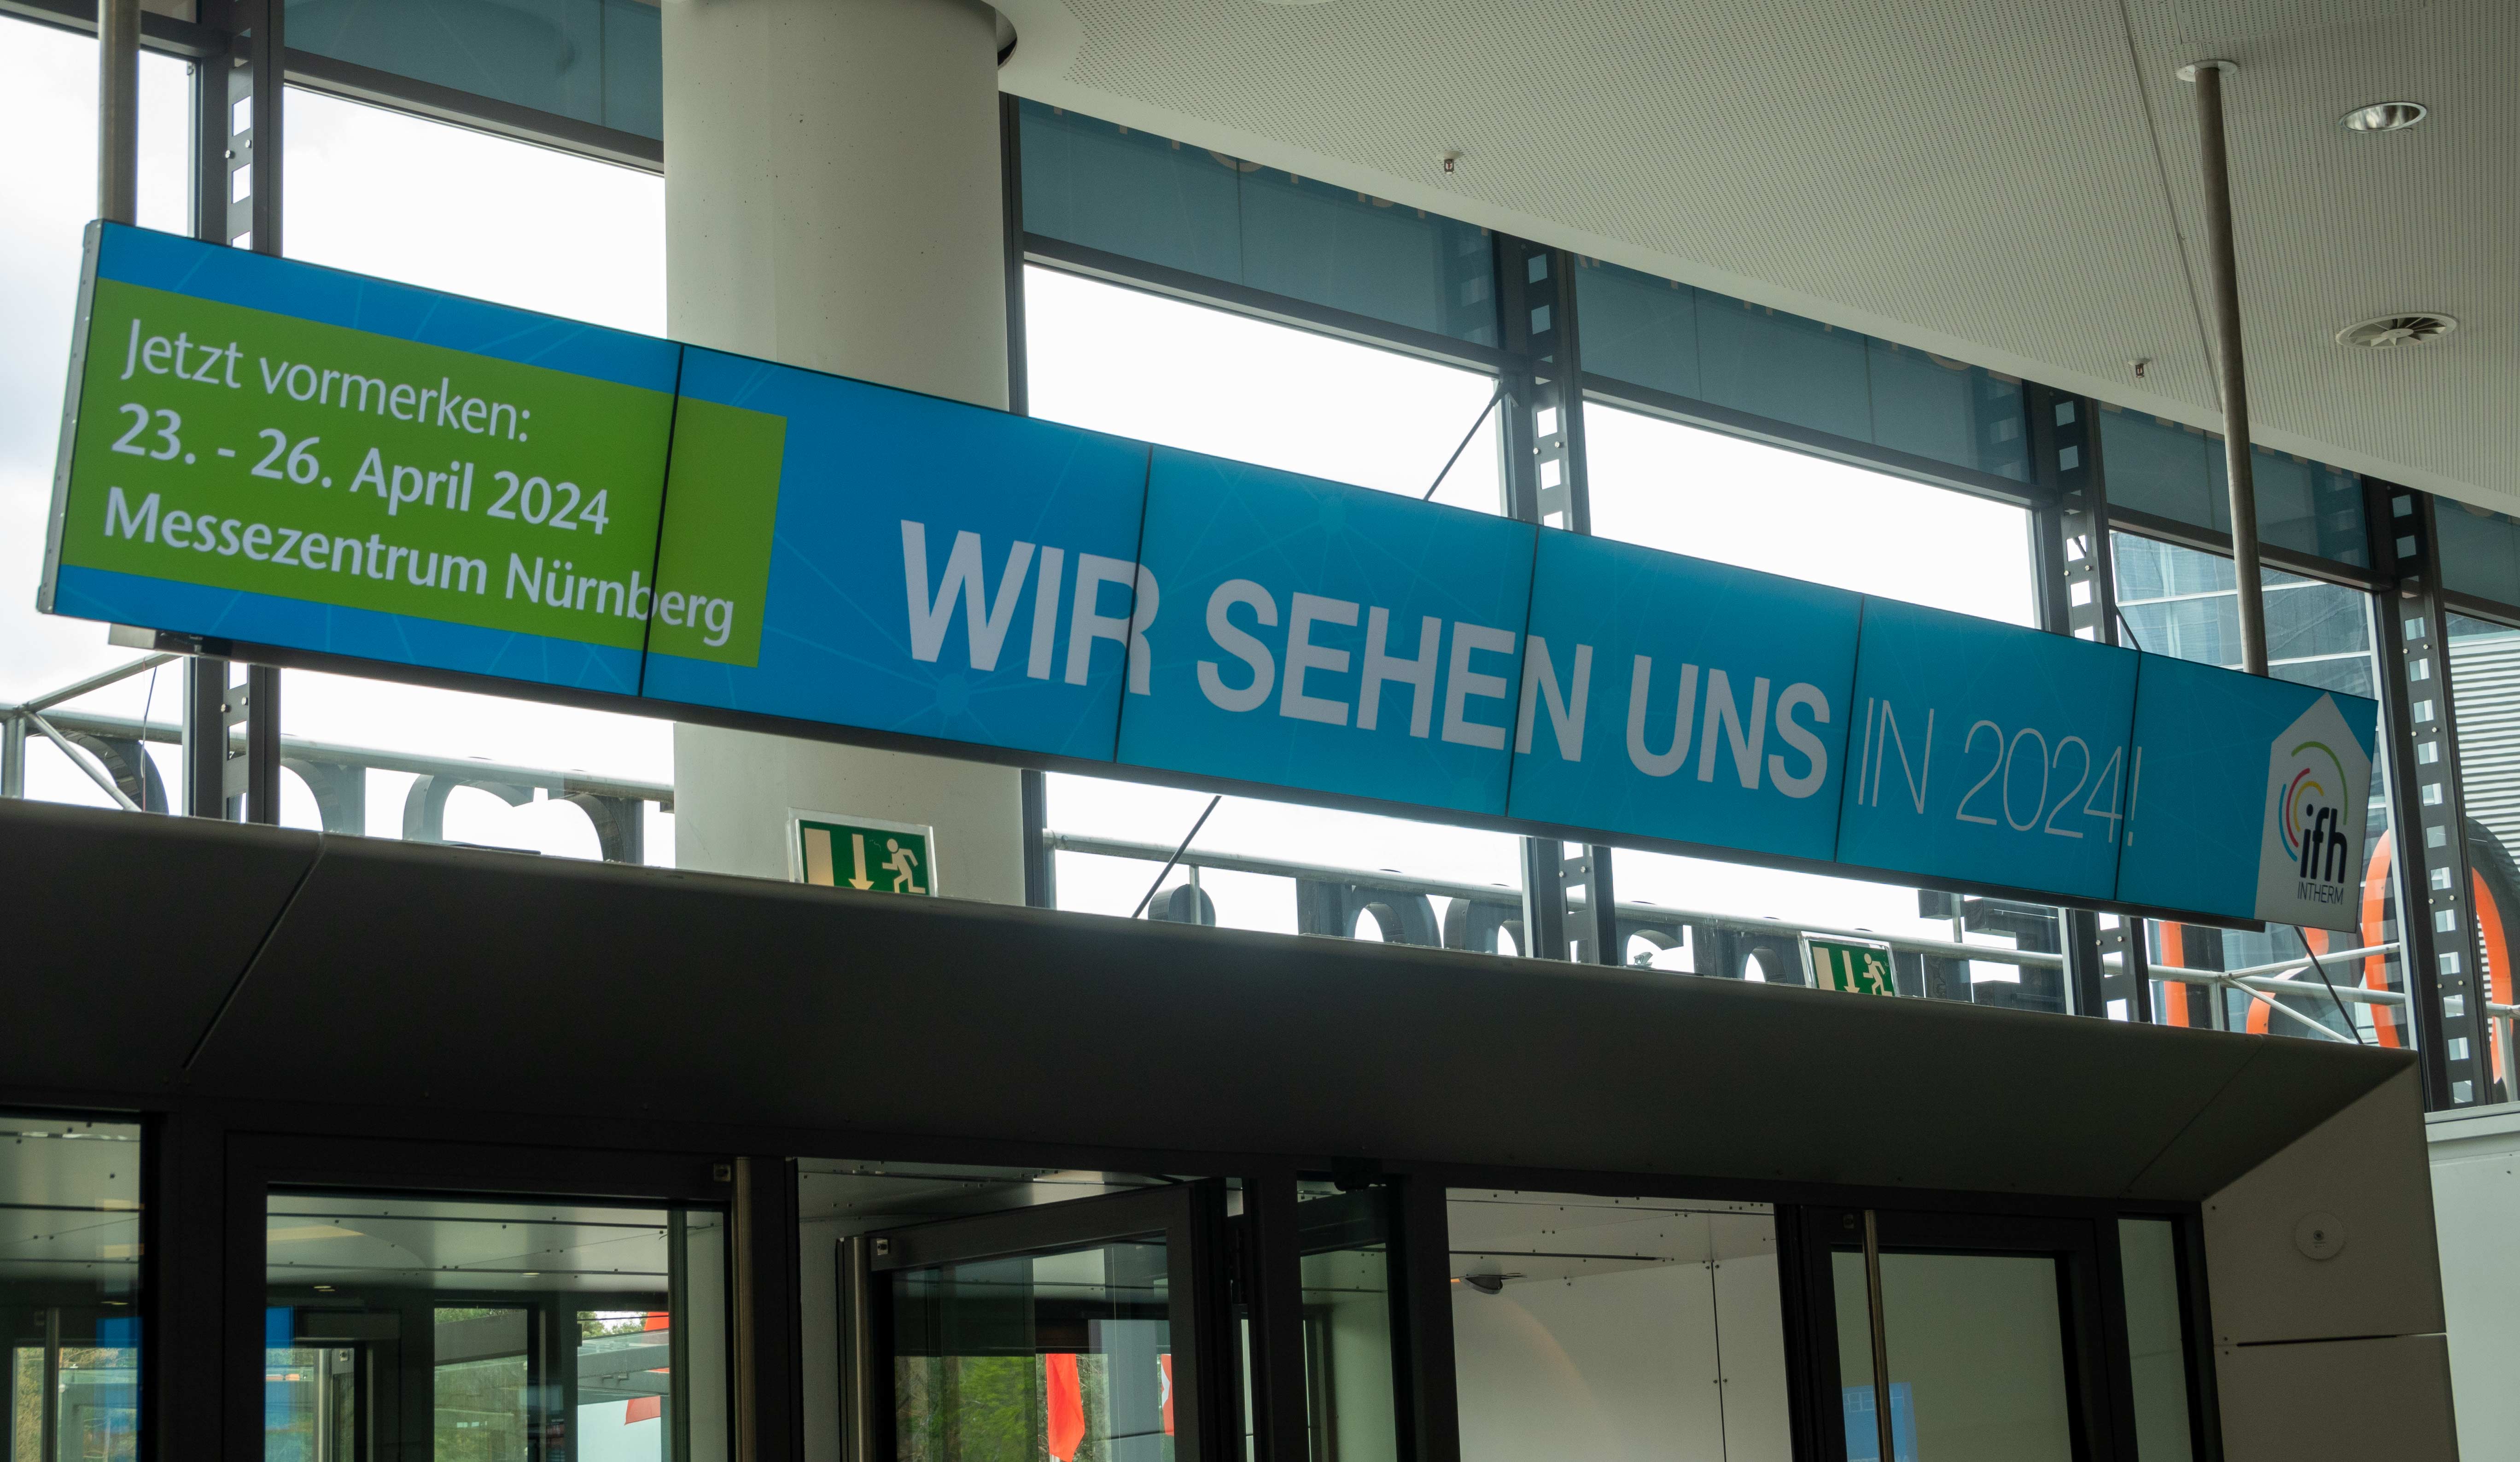 Jetzt vormerken:
23. - 26. April 2024
Messezentrum Nürnberg
WIR SEHEN UNS IN 2024!
ifh
INTHERM